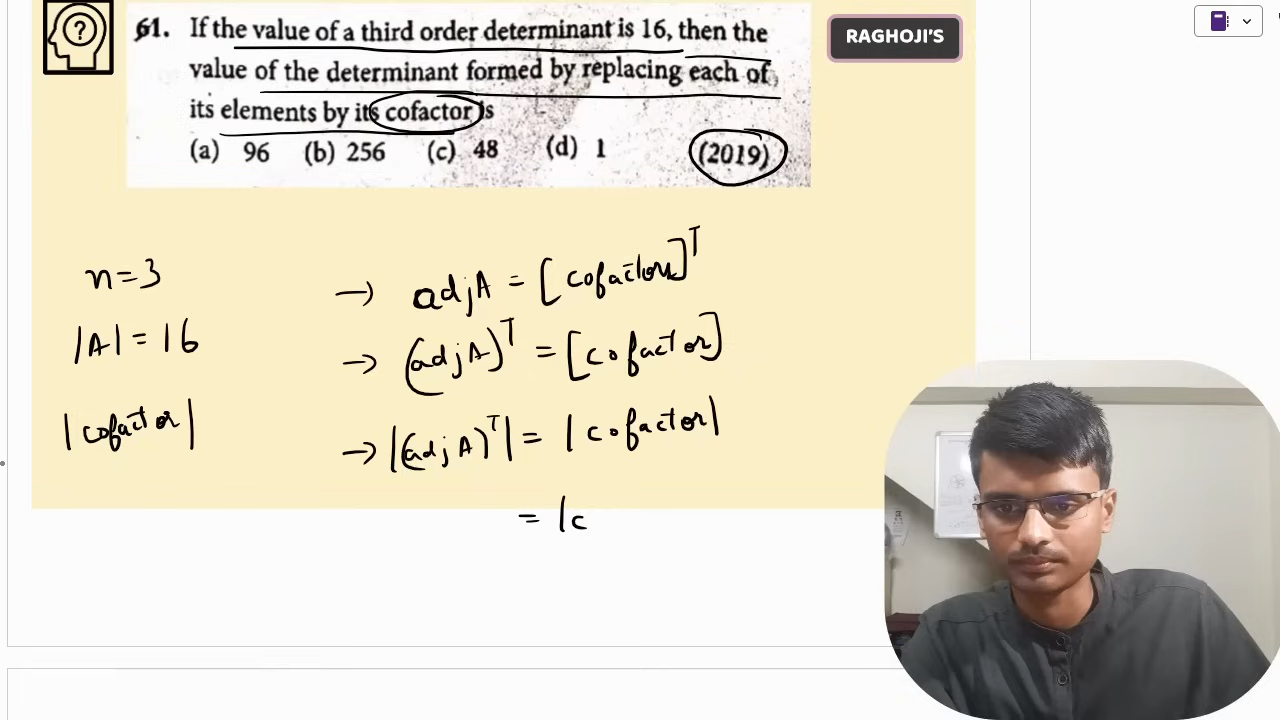 61. If the value of a third order determinant is 16, then the
value of the determinant formed by replacing each of
its elements by its cofactor is
(a) 96 (b) 256 (c) 48 (d) 1 (2019)
RAGHOJI'S
n=3
|A| = 16
|cofactor|
→ adjA = [cofactor]ᵀ
→ (adjA)ᵀ = [cofactor]
→ |(adjA)ᵀ| = |cofactor|
= |c